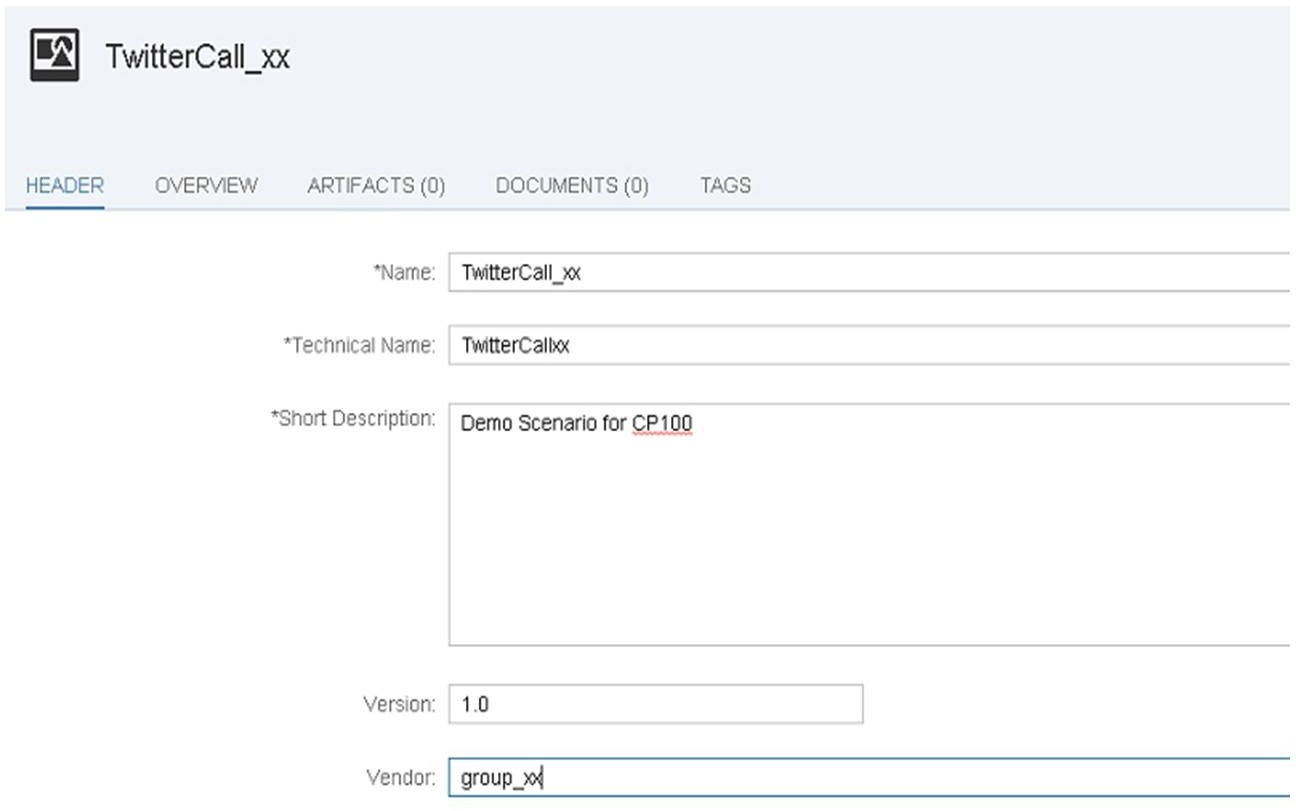 TwitterCall_xx
HEADER OVERVIEW ARTIFACTS (0) DOCUMENTS (0) TAGS
*Name: TwitterCall_xx
*Technical Name: TwitterCallxx
*Short Description: Demo Scenario for CP100
Version: 1.0
Vendor: group_xx